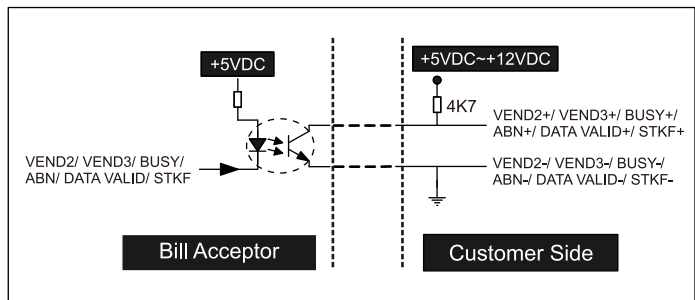 +5VDC
+5VDC~+12VDC
4K7
VEND2+/ VEND3+/ BUSY+/
ABN+/ DATA VALID+/ STKF+
VEND2/ VEND3/ BUSY/
ABN/ DATA VALID/ STKF
VEND2-/ VEND3-/ BUSY-/
ABN-/ DATA VALID-/ STKF-
Bill Acceptor
Customer Side